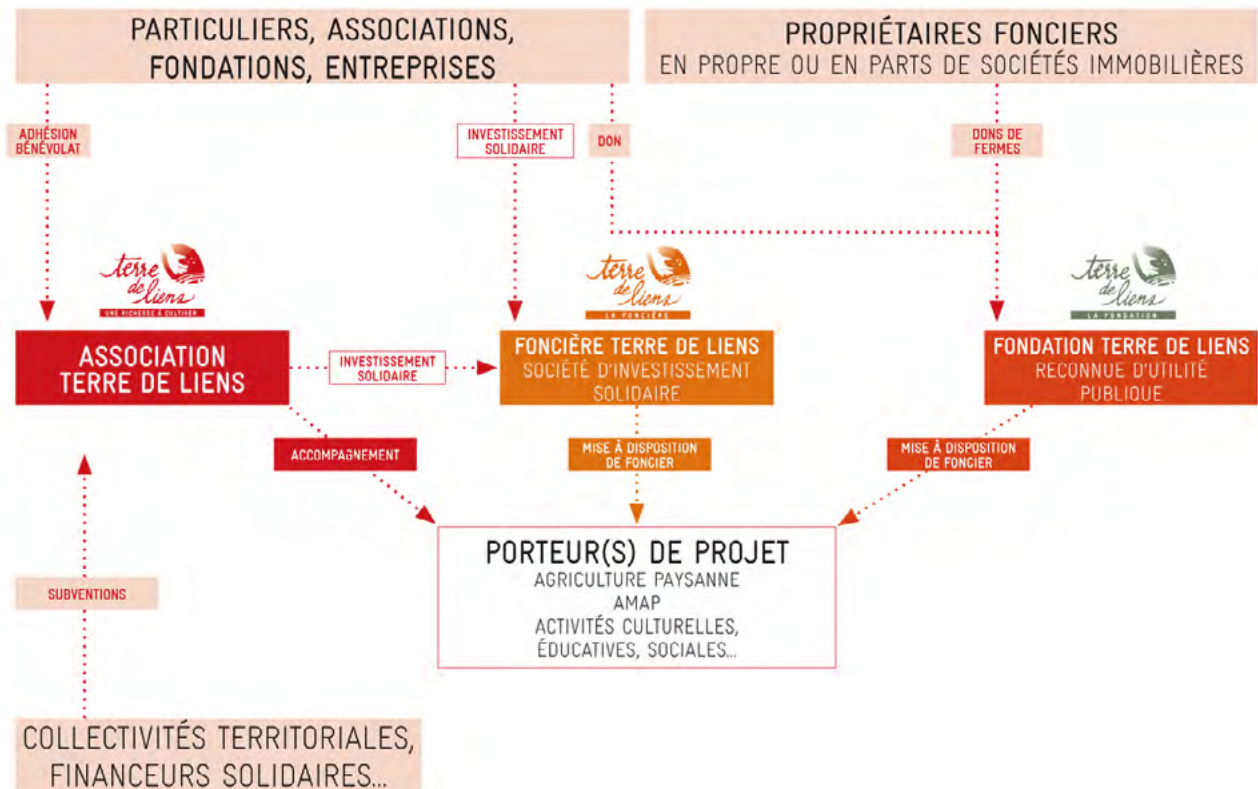 PARTICULIERS, ASSOCIATIONS,
FONDATIONS, ENTREPRISES
PROPRIÉTAIRES FONCIERS
EN PROPRE OU EN PARTS DE SOCIÉTÉS IMMOBILIÈRES
ADHÉSION
BÉNÉVOLAT
INVESTISSEMENT
SOLIDAIRE
DON
DONS DE
FERMES
terre
de liens
UNE RICHESSE À CULTIVER
terre
de liens
LA FONCIÈRE
terre
de liens
LA FONDATION
ASSOCIATION
TERRE DE LIENS
INVESTISSEMENT
SOLIDAIRE
FONCIÈRE TERRE DE LIENS
SOCIÉTÉ D'INVESTISSEMENT
SOLIDAIRE
FONDATION TERRE DE LIENS
RECONNUE D'UTILITÉ
PUBLIQUE
ACCOMPAGNEMENT
MISE À DISPOSITION
DE FONCIER
MISE À DISPOSITION
DE FONCIER
PORTEUR(S) DE PROJET
AGRICULTURE PAYSANNE
AMAP
ACTIVITÉS CULTURELLES,
ÉDUCATIVES, SOCIALES...
SUBVENTIONS
COLLECTIVITÉS TERRITORIALES,
FINANCEURS SOLIDAIRES...